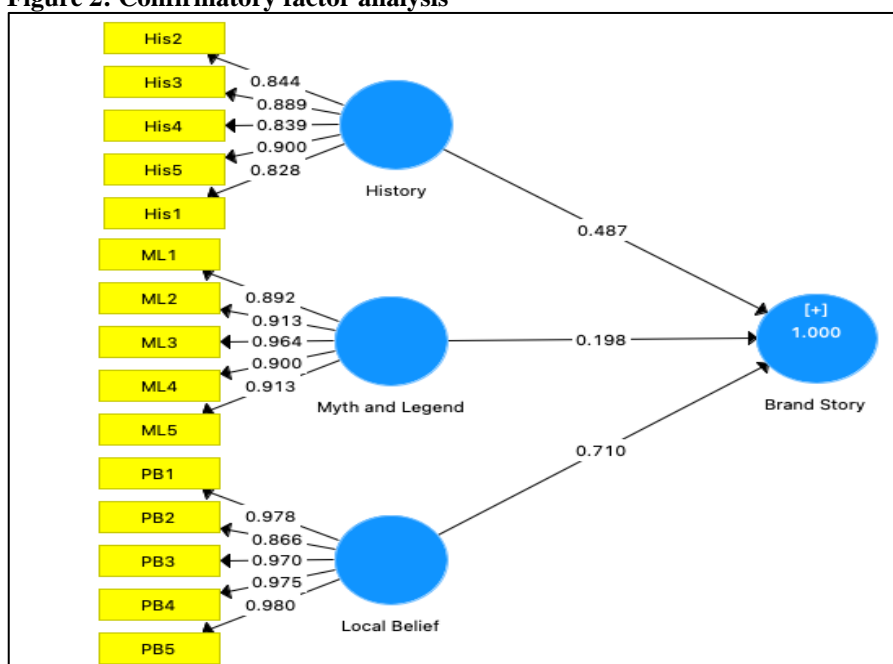 Figure 2: Confirmatory factor analysis
His2
His3
His4
His5
His1
0.844
0.889
0.839
0.900
0.828
History
ML1
ML2
ML3
ML4
ML5
0.892
0.913
0.964
0.900
0.913
Myth and Legend
PB1
PB2
PB3
PB4
PB5
0.978
0.866
0.970
0.975
0.980
Local Belief
0.487
0.198
0.710
[+]
1.000
Brand Story